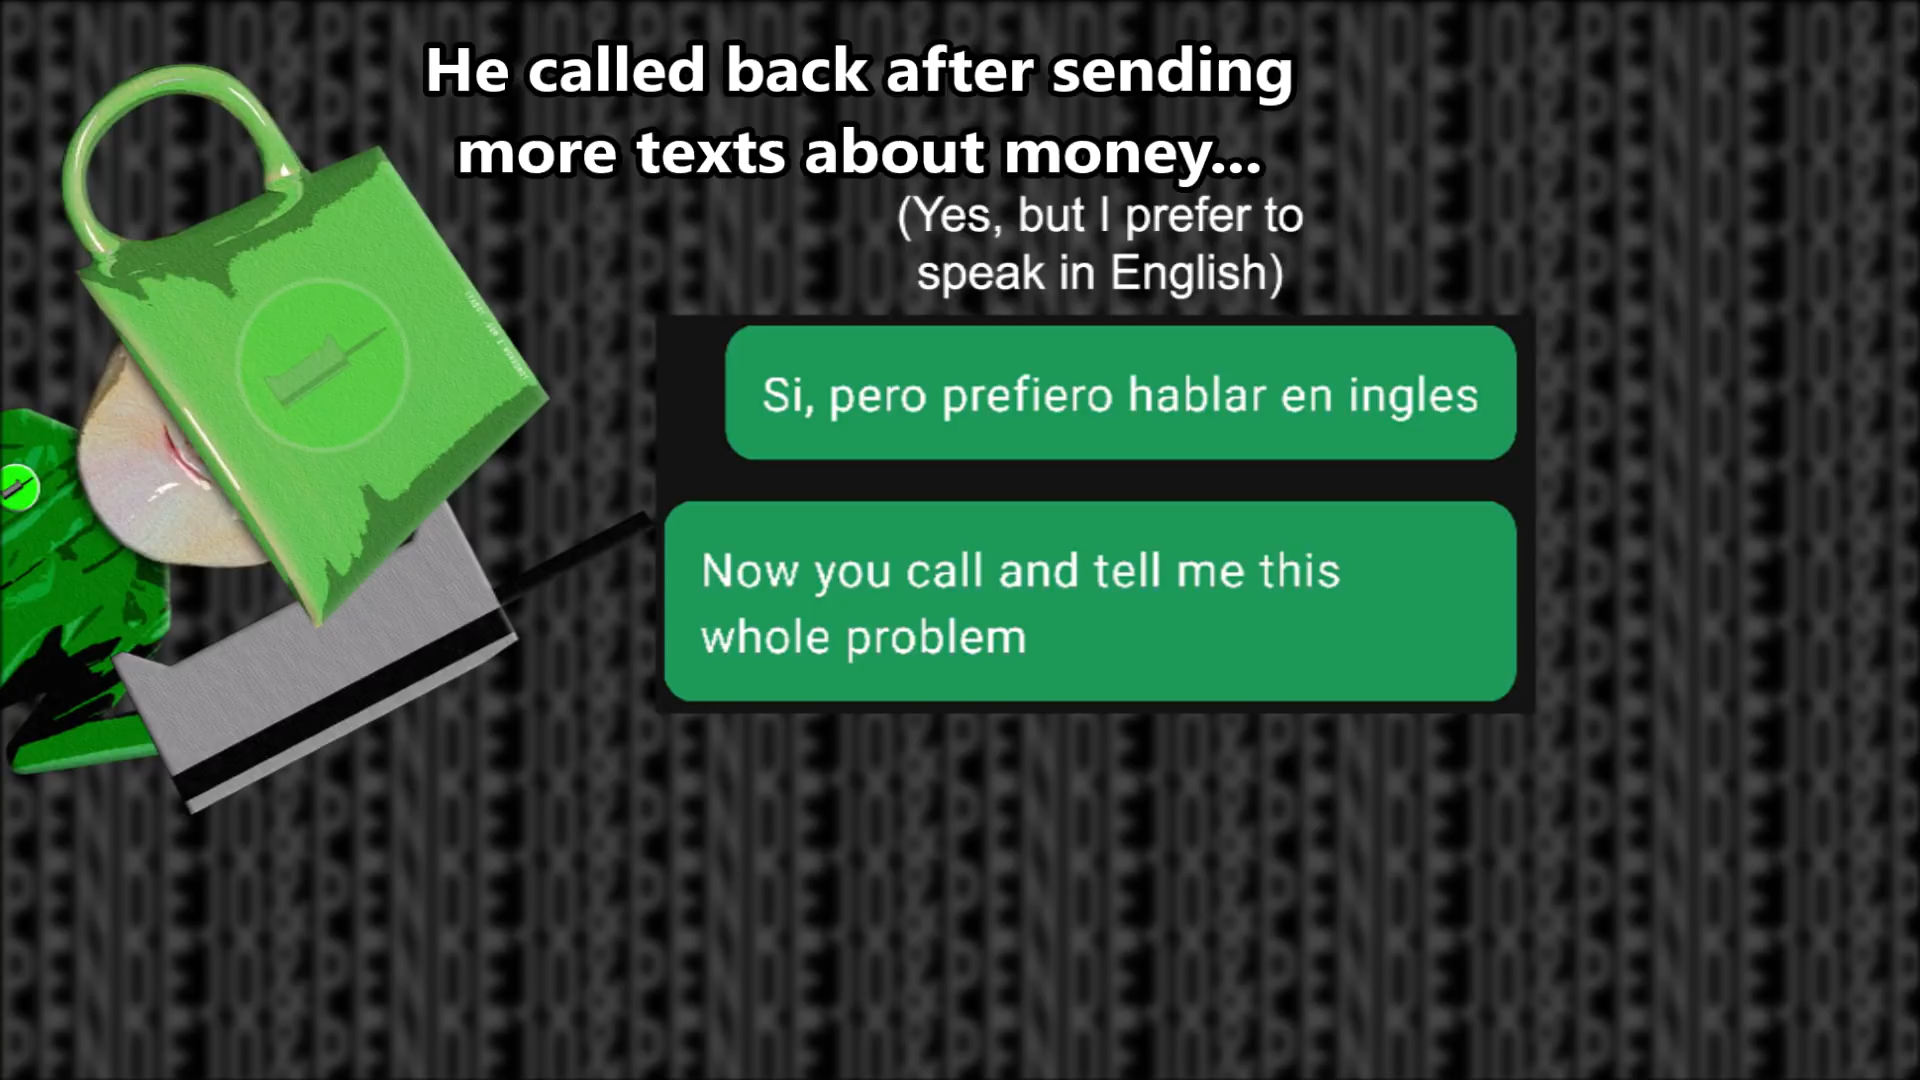 He called back after sending
more texts about money...
(Yes, but I prefer to
speak in English)
Si, pero prefiero hablar en ingles
Now you call and tell me this
whole problem